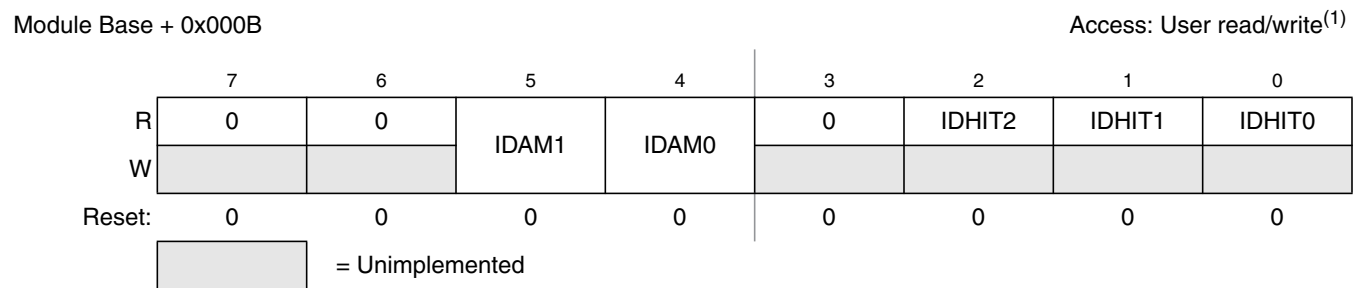 Module Base + 0x000B Access: User read/write(1)
7 6 5 4 3 2 1 0
R 0 0 IDAM1 IDAM0 0 IDHIT2 IDHIT1 IDHIT0
W
Reset: 0 0 0 0 0 0 0 0
= Unimplemented